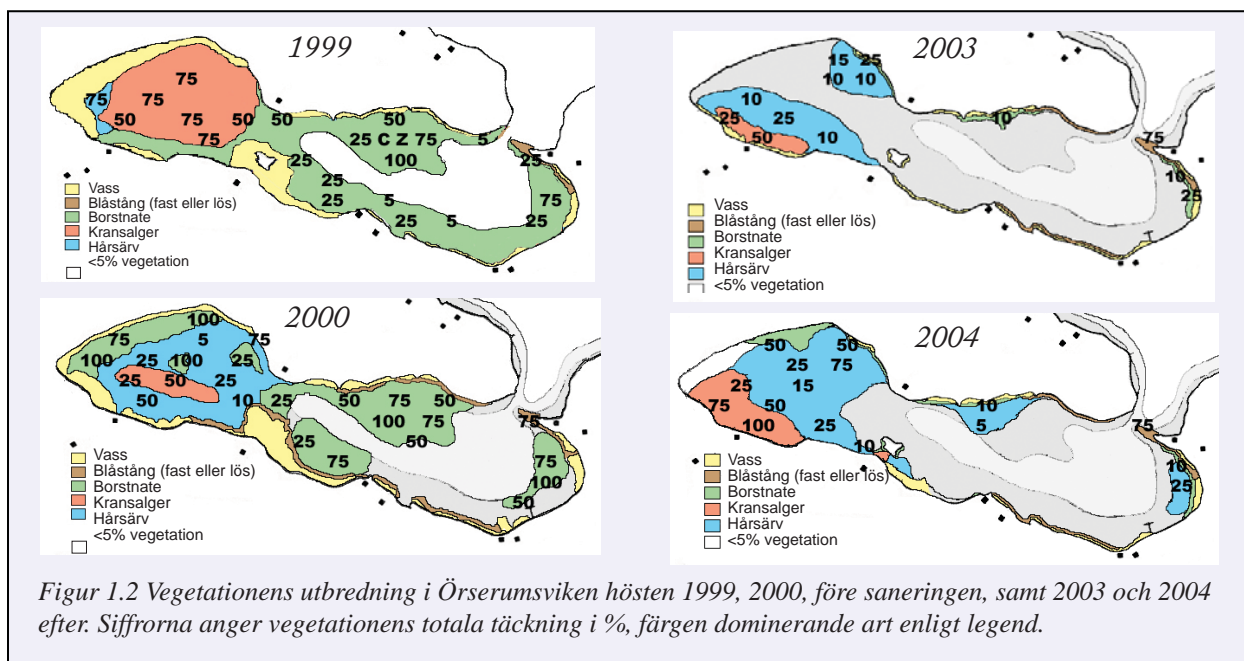 1999
75
75
75
50
75
50
75
50
50
25 C Z 75
5
100
25
25
25
25
5
25
5
75
25
Vass
Blåstång (fast eller lös)
Borstnate
Kransalger
Hårsärv
<5% vegetation
2003
15
25
10
10
10
25
25
50
10
10
75
10
25
Vass
Blåstång (fast eller lös)
Borstnate
Kransalger
Hårsärv
<5% vegetation
2000
100
75
5
75
100
25
100
25
25
50
25
50
10
25
50
75
50
100
75
50
25
75
75
75
100
50
Vass
Blåstång (fast eller lös)
Borstnate
Kransalger
Hårsärv
<5% vegetation
2004
50
50
25
75
25
15
75
50
100
25
10
5
10
75
10
25
Vass
Blåstång (fast eller lös)
Borstnate
Kransalger
Hårsärv
<5% vegetation
Figur 1.2 Vegetationens utbredning i Örserumsviken hösten 1999, 2000, före saneringen, samt 2003 och 2004
efter. Siffrorna anger vegetationens totala täckning i %, färgen dominerande art enligt legend.